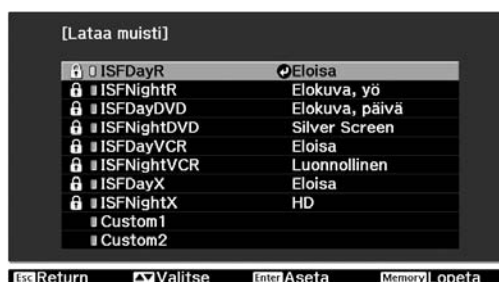 [Lataa muisti]
ISFDayR Eloisa
ISFNightR Elokuva, yö
ISFDayDVD Elokuva, päivä
ISFNightDVD Silver Screen
ISFDayVCR Eloisa
ISFNightVCR Luonnollinen
ISFDayX Eloisa
ISFNightX HD
Custom1
Custom2
Esc Return Valitse Enter Aseta Memory Lopeta